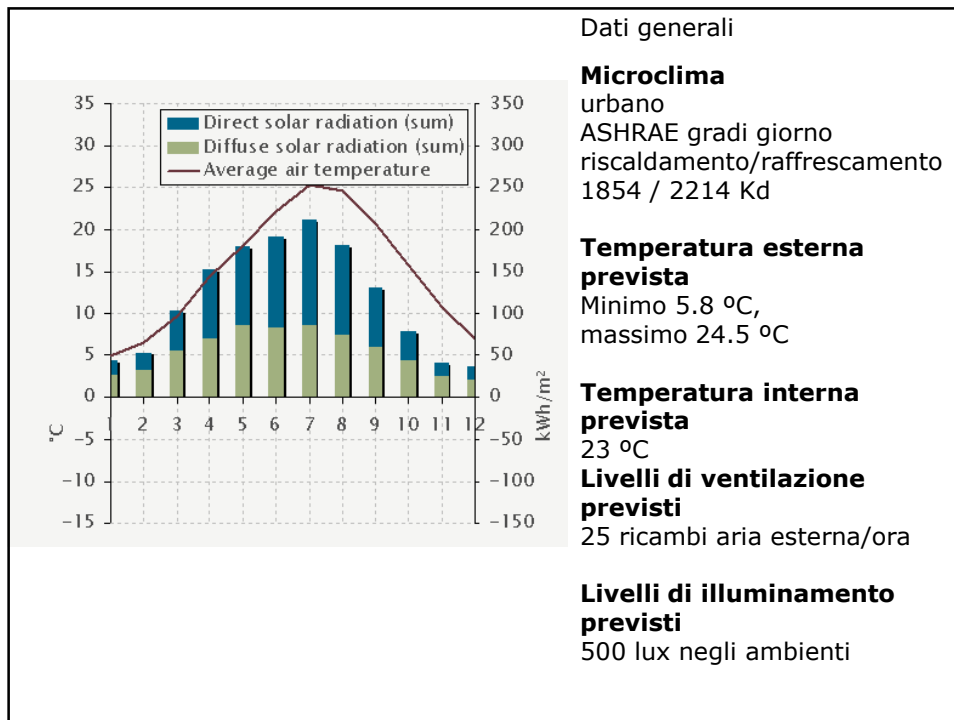 Dati generali
Microclima
urbano
ASHRAE gradi giorno
riscaldamento/raffrescamento
1854 / 2214 Kd
Temperatura esterna
prevista
Minimo 5.8 ºC,
massimo 24.5 ºC
Temperatura interna
prevista
23 ºC
Livelli di ventilazione
previsti
25 ricambi aria esterna/ora
Livelli di illuminamento
previsti
500 lux negli ambienti
Direct solar radiation (sum)
Diffuse solar radiation (sum)
Average air temperature
35
30
25
20
15
10
5
0
-5
-10
-15
°C
1 2 3 4 5 6 7 8 9 10 11 12
350
300
250
200
150
100
50
0
-50
-100
-150
kWh/m²